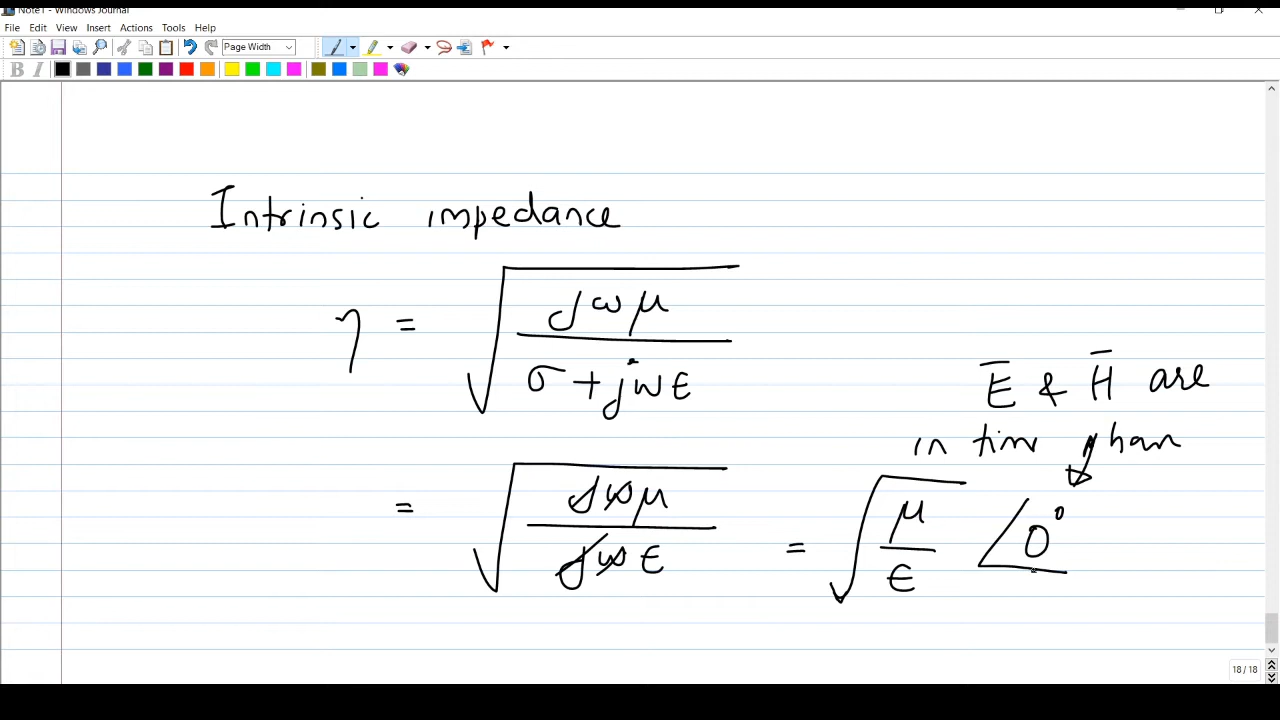 Note1 - Windows Journal
File Edit View Insert Actions Tools Help
Page Width
B I
Intrinsic impedance
η = √(jωμ / σ + jωϵ)
E̅ & H̅ are
in time phase
= √(jωμ / jωϵ) = √(μ / ϵ) ∠0°
18 / 18